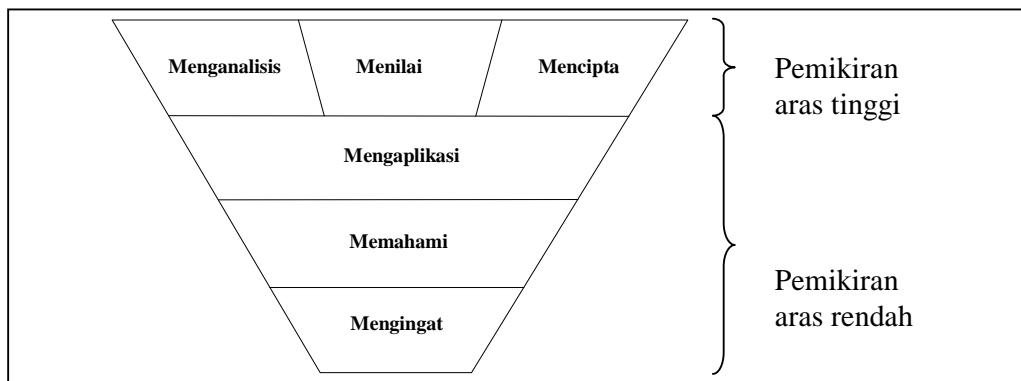 Menganalisis
Menilai
Mencipta
Pemikiran
aras tinggi
Mengaplikasi
Memahami
Mengingat
Pemikiran
aras rendah